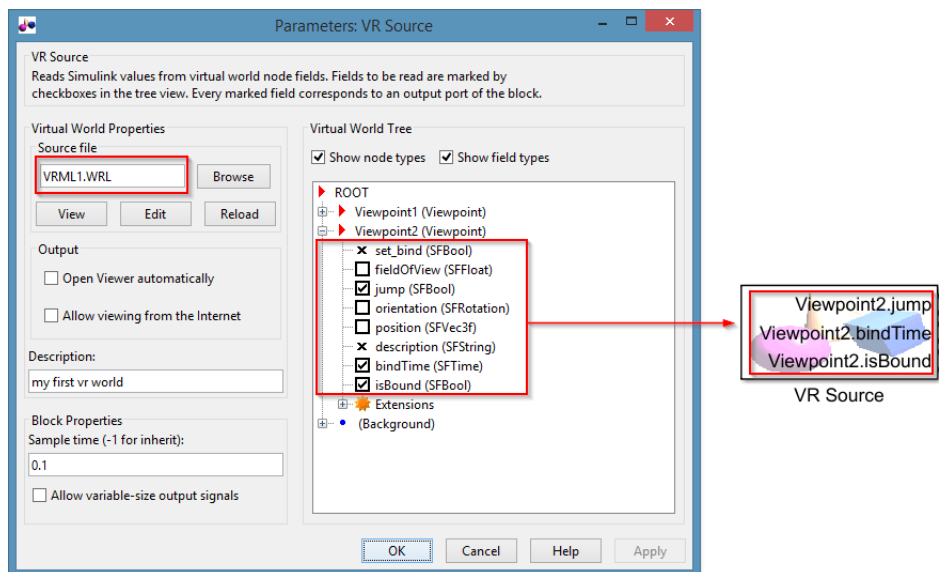 Parameters: VR Source
VR Source
Reads Simulink values from virtual world node fields. Fields to be read are marked by
checkboxes in the tree view. Every marked field corresponds to an output port of the block.
Virtual World Properties
Source file
VRML1.WRL
Browse
View
Edit
Reload
Output
Open Viewer automatically
Allow viewing from the Internet
Description:
my first vr world
Block Properties
Sample time (-1 for inherit):
0.1
Allow variable-size output signals
Virtual World Tree
Show node types
Show field types
ROOT
Viewpoint1 (Viewpoint)
Viewpoint2 (Viewpoint)
set_bind (SFBool)
fieldOfView (SFFloat)
jump (SFBool)
orientation (SFRotation)
position (SFVec3f)
description (SFString)
bindTime (SFTime)
isBound (SFBool)
Extensions
(Background)
OK
Cancel
Help
Apply
Viewpoint2.jump
Viewpoint2.bindTime
Viewpoint2.isBound
VR Source